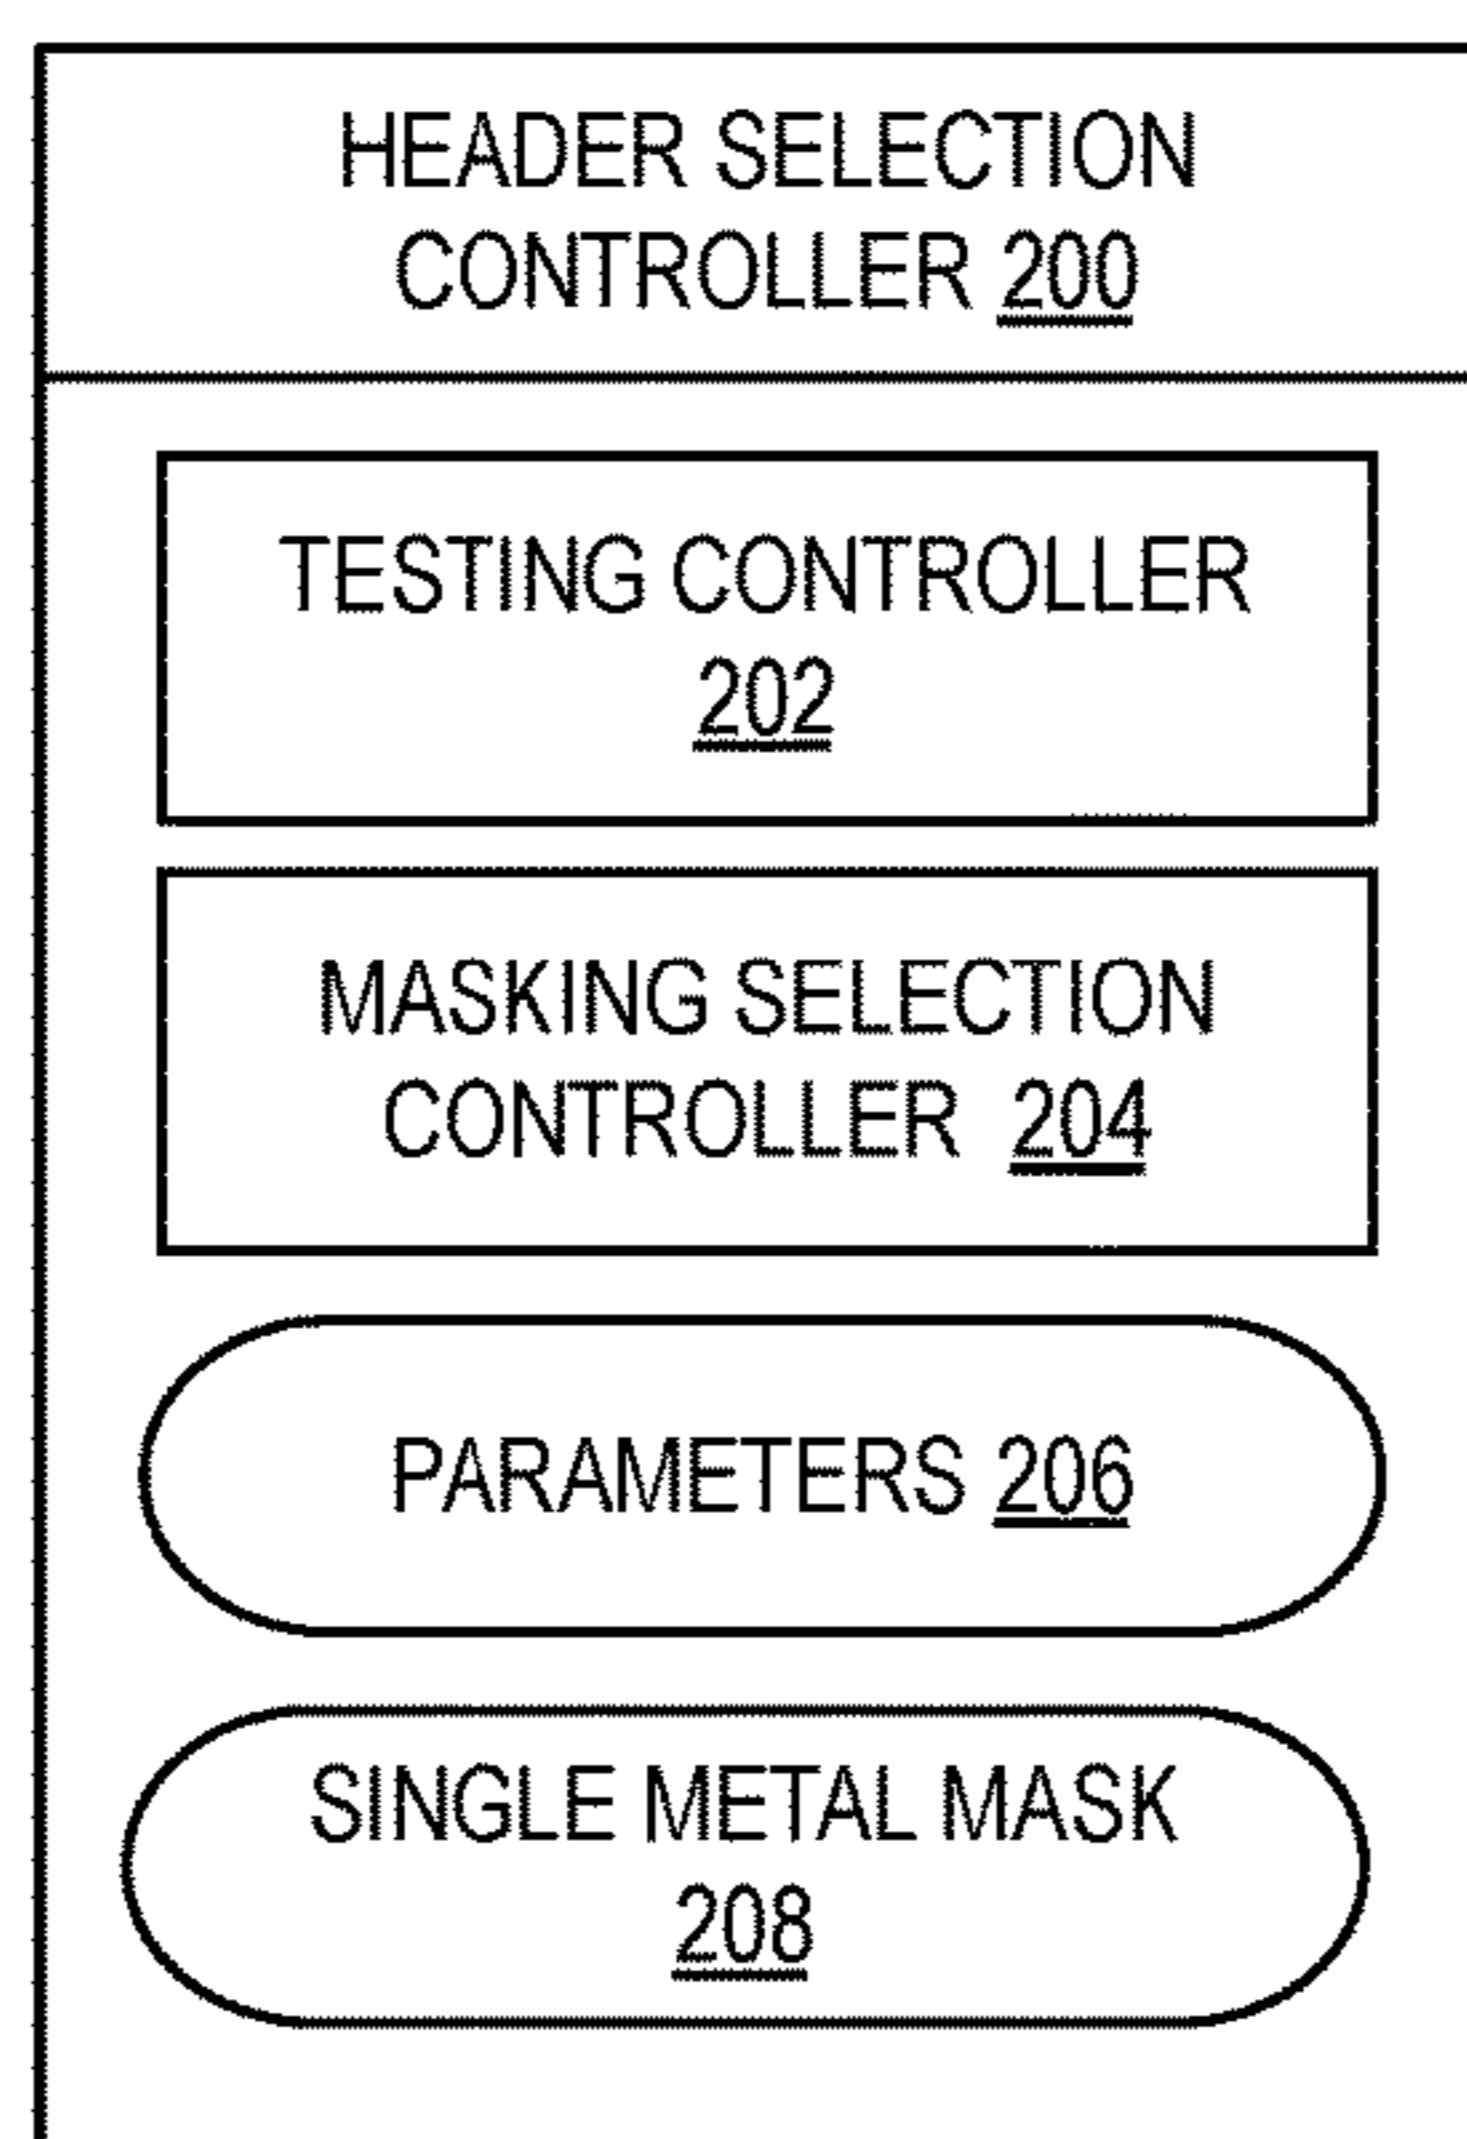 HEADER SELECTION
CONTROLLER 200
TESTING CONTROLLER
202
MASKING SELECTION
CONTROLLER 204
PARAMETERS 206
SINGLE METAL MASK
208